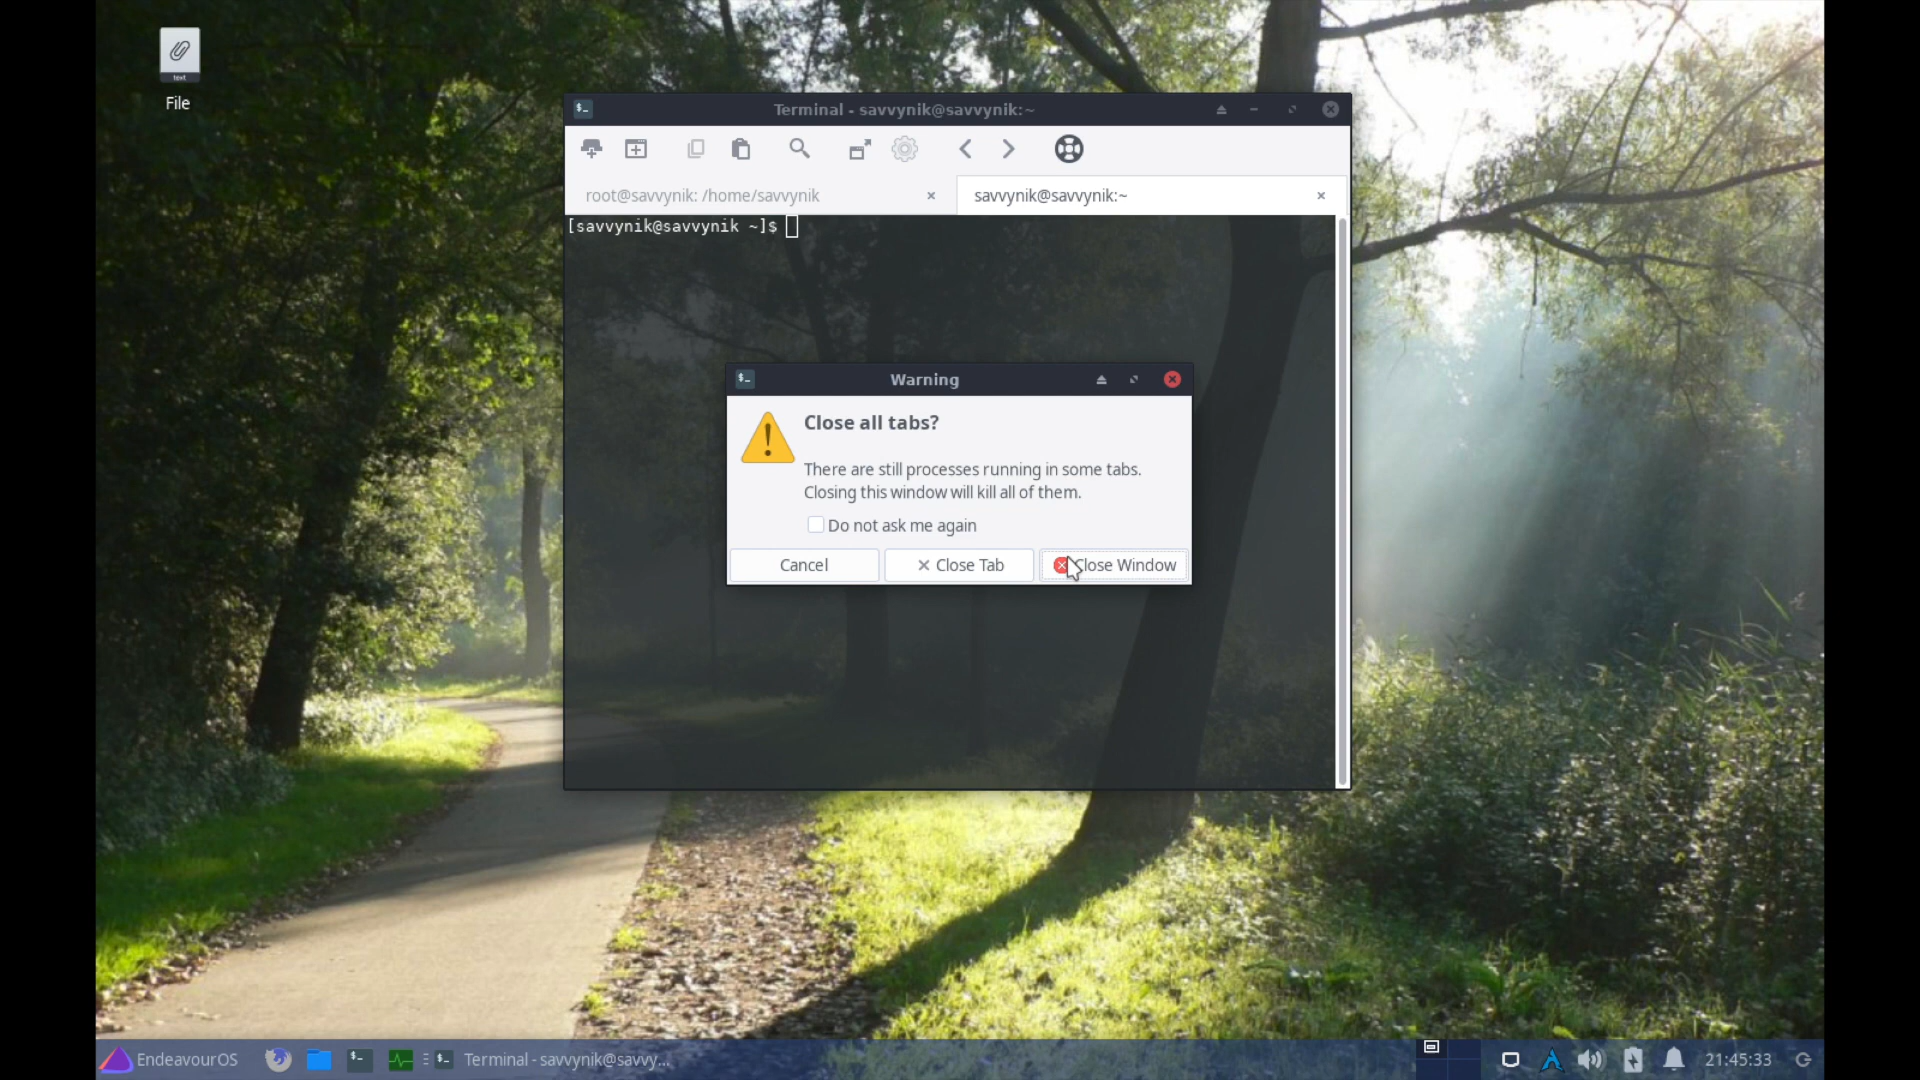 text
File
Terminal - savvynik@savvynik:~
root@savvynik: /home/savvynik
savvynik@savvynik:~
[savvynik@savvynik ~]$
Warning
Close all tabs?
There are still processes running in some tabs.
Closing this window will kill all of them.
Do not ask me again
Cancel
Close Tab
Close Window
EndeavourOS
Terminal - savvynik@savvy...
21:45:33